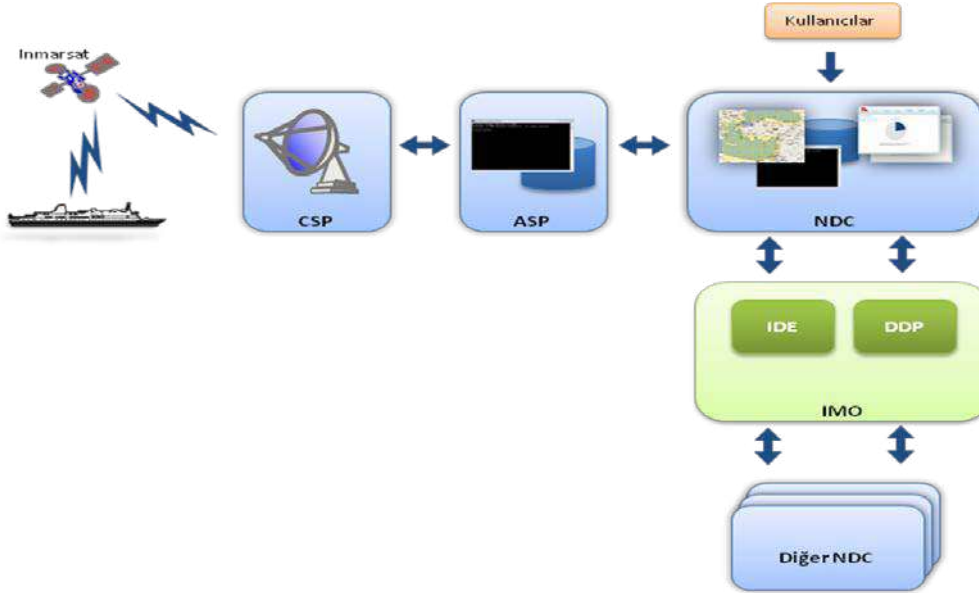 Kullanıcılar
Inmarsat
CSP
ASP
NDC
IDE
DDP
IMO
Diğer NDC